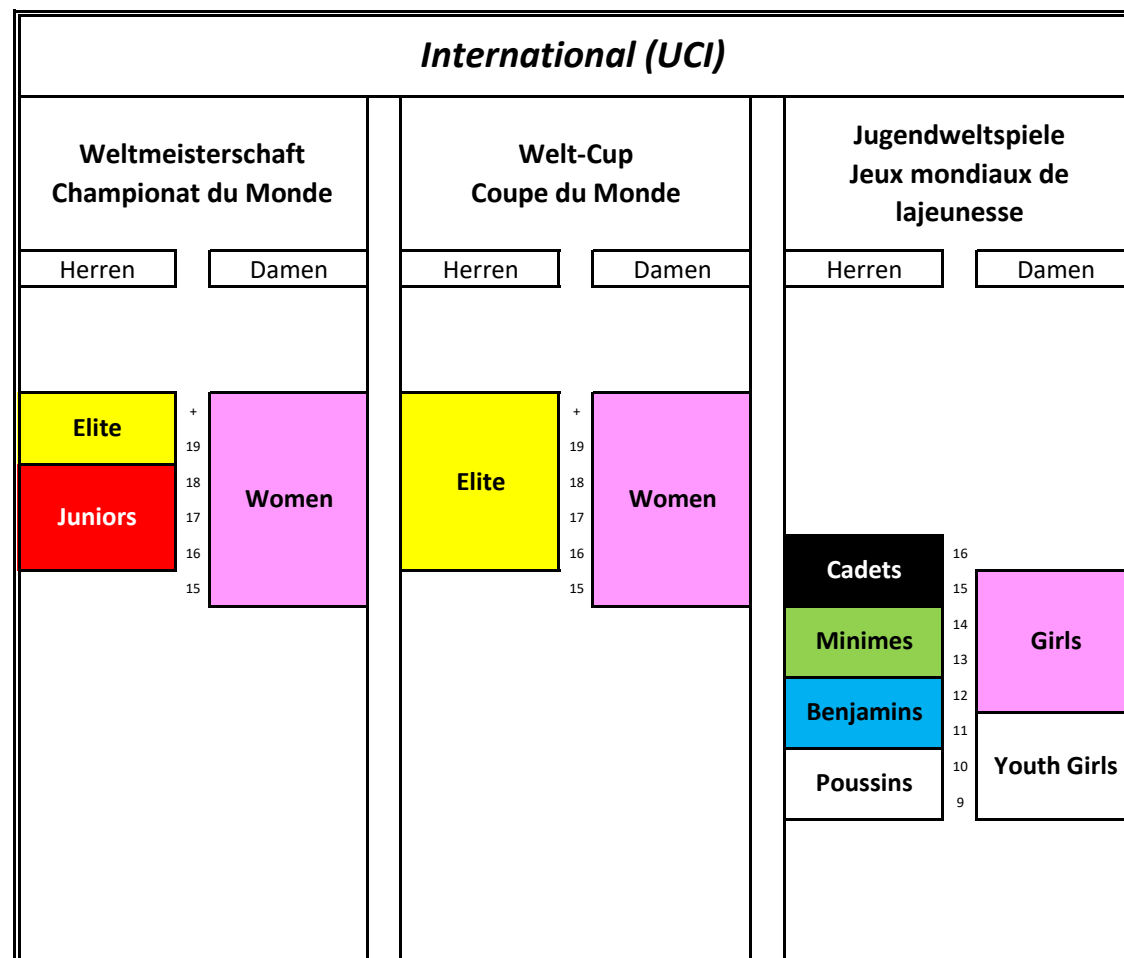 International (UCI)
Weltmeisterschaft
Championat du Monde
Welt-Cup
Coupe du Monde
Jugendweltspiele
Jeux mondiaux de
lajeunesse
Herren
Damen
Herren
Damen
Herren
Damen
Elite
Juniors
+
19
18
17
16
15
Women
Elite
+
19
18
17
16
15
Women
Cadets
Minimes
Benjamins
Poussins
16
15
14
13
12
11
10
9
Girls
Youth Girls